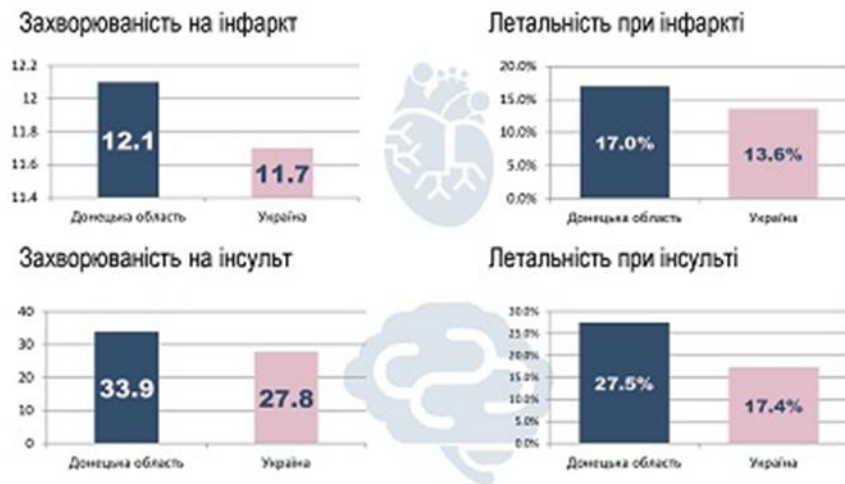 Захворюваність на інфаркт
12.2
12
11.8
11.6
11.4
12.1
11.7
Донецька область
Україна
Летальність при інфаркті
20.0%
15.0%
10.0%
5.0%
0.0%
17.0%
13.6%
Донецька область
Україна
Захворюваність на інсульт
40
30
20
10
0
33.9
27.8
Донецька область
Україна
Летальність при інсульті
30.0%
25.0%
20.0%
15.0%
10.0%
5.0%
0.0%
27.5%
17.4%
Донецька область
Україна